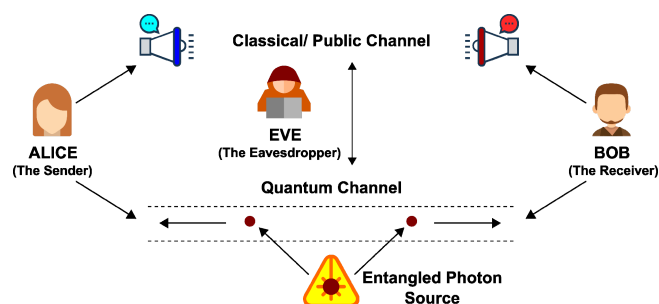 Classical/ Public Channel
EVE
(The Eavesdropper)
ALICE
(The Sender)
BOB
(The Receiver)
Quantum Channel
Entangled Photon
Source